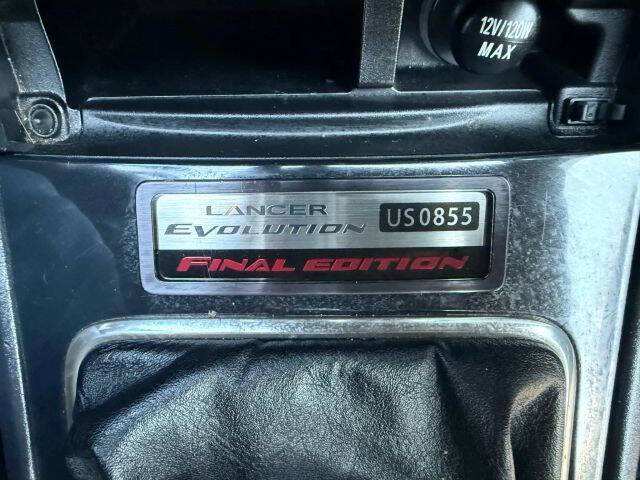 12V/120W
MAX
LANCER
EVOLUTION
US0855
FINAL EDITION